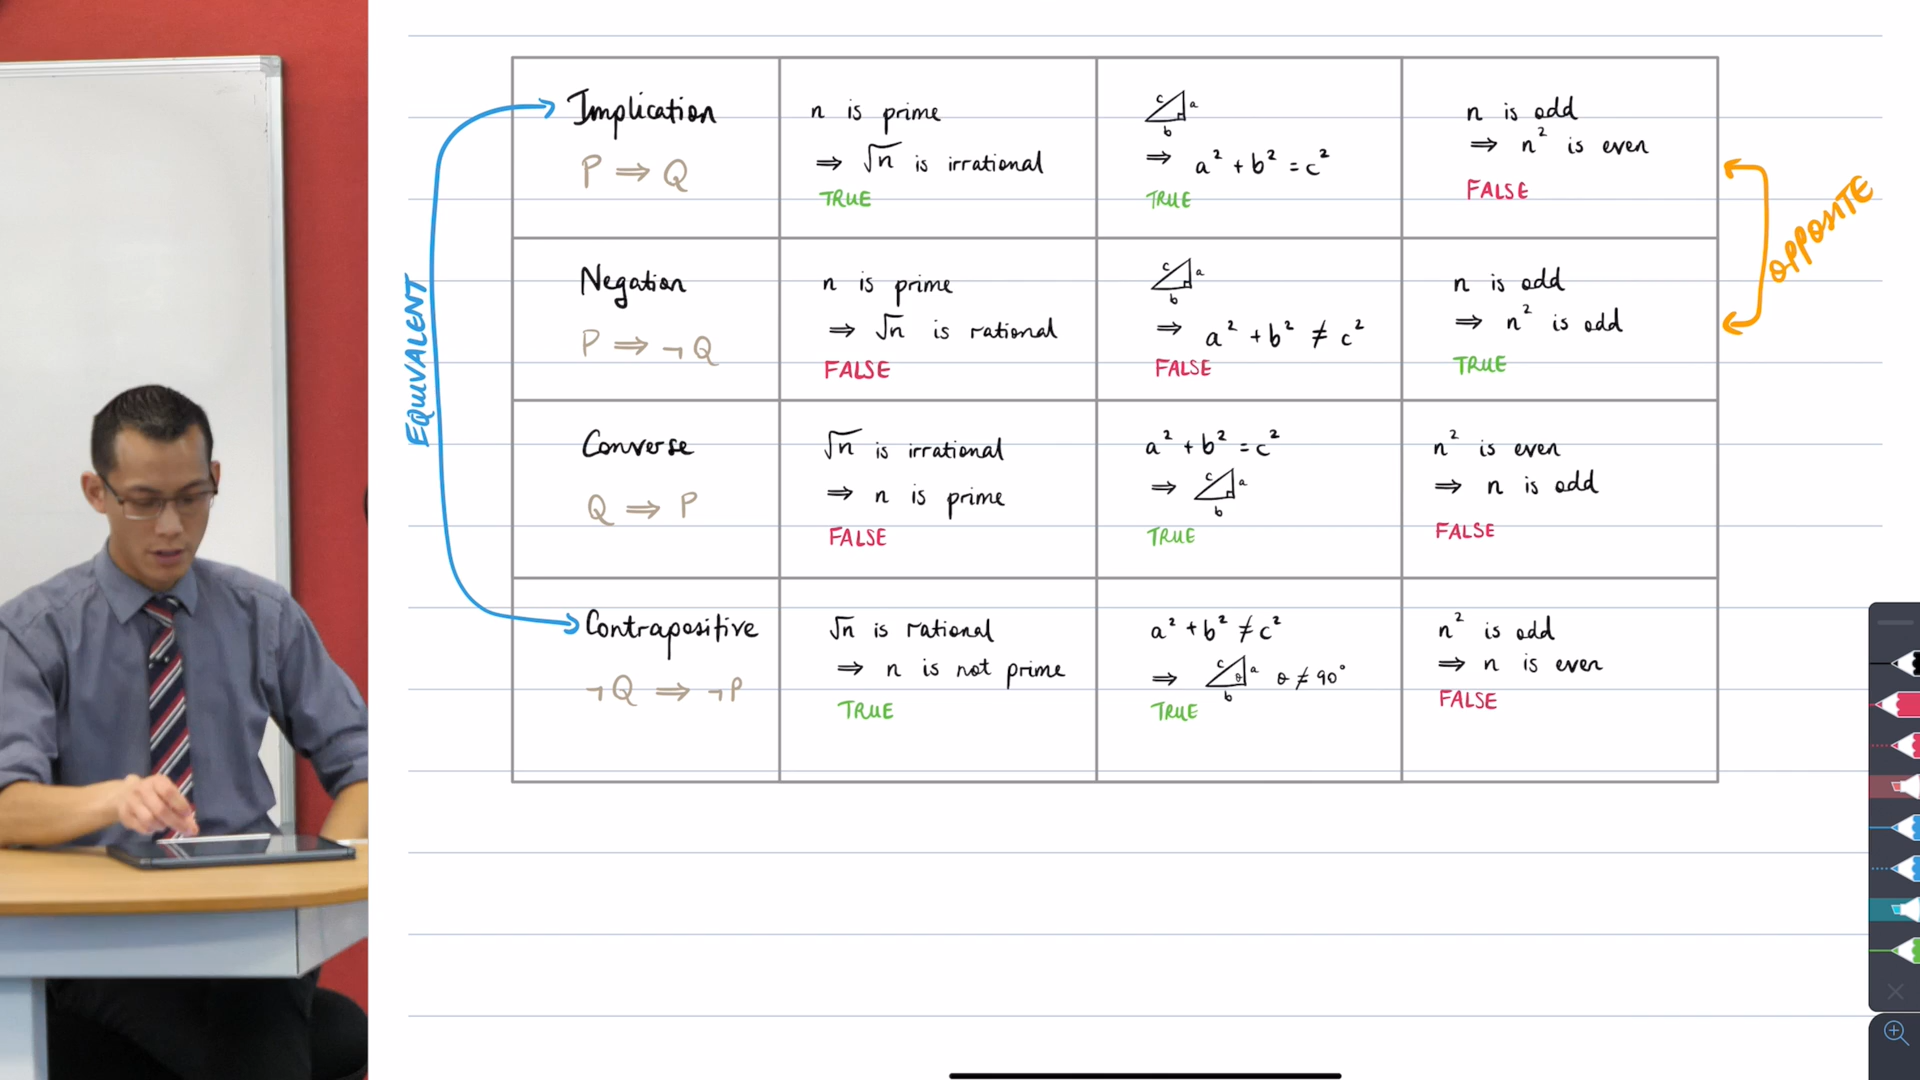 EQUIVALENT
Implication
P ⇒ Q
n is prime
⇒ √n is irrational
TRUE
c a
b
⇒ a² + b² = c²
TRUE
n is odd
⇒ n² is even
FALSE
OPPOSITE
Negation
P ⇒ ¬Q
n is prime
⇒ √n is rational
FALSE
c a
b
⇒ a² + b² ≠ c²
FALSE
n is odd
⇒ n² is odd
TRUE
Converse
Q ⇒ P
√n is irrational
⇒ n is prime
FALSE
a² + b² = c²
⇒ c a
b
TRUE
n² is even
⇒ n is odd
FALSE
Contrapositive
¬Q ⇒ ¬P
√n is rational
⇒ n is not prime
TRUE
a² + b² ≠ c²
⇒ c θ a θ ≠ 90°
b
TRUE
n² is odd
⇒ n is even
FALSE